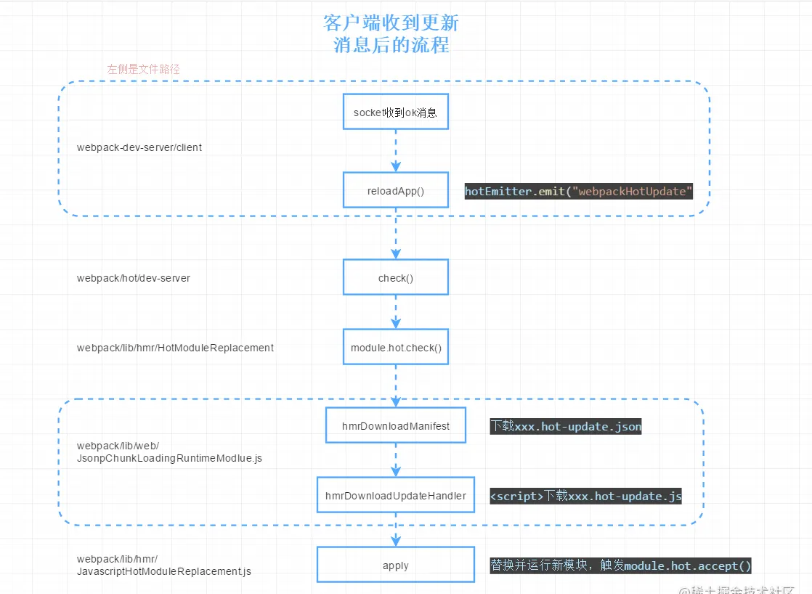 客户端收到更新
消息后的流程
左侧是文件路径
socket收到ok消息
webpack-dev-server/client
reloadApp()
hotEmitter.emit("webpackHotUpdate"
webpack/hot/dev-server
check()
webpack/lib/hmr/HotModuleReplacement
module.hot.check()
hmrDownloadManifest
下载xxx.hot-update.json
webpack/lib/web/
JsonpChunkLoadingRuntimeModlue.js
hmrDownloadUpdateHandler
<script>下载xxx.hot-update.js
webpack/lib/hmr/
JavascriptHotModuleReplacement.js
apply
替换并运行新模块，触发module.hot.accept()
@稀土掘金技术社区